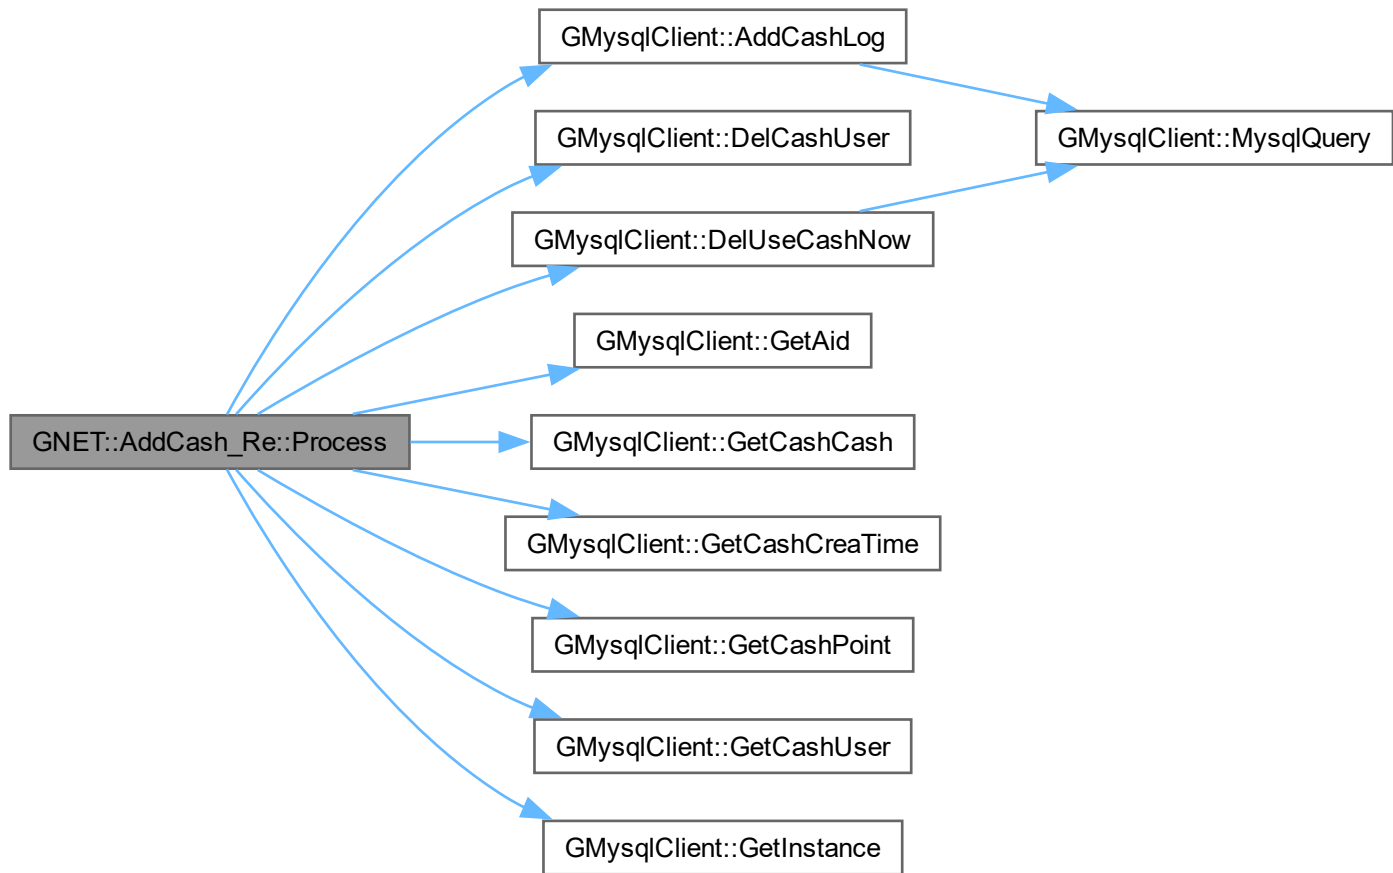 GMysqlClient::AddCashLog
GMysqlClient::DelCashUser
GMysqlClient::MysqlQuery
GMysqlClient::DelUseCashNow
GMysqlClient::GetAid
GNET::AddCash_Re::Process
GMysqlClient::GetCashCash
GMysqlClient::GetCashCreaTime
GMysqlClient::GetCashPoint
GMysqlClient::GetCashUser
GMysqlClient::GetInstance